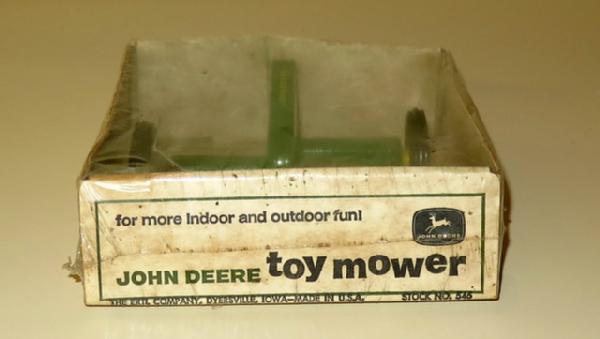 for more indoor and outdoor fun!
JOHN DEERE
JOHN DEERE toy mower
THE ERTL COMPANY, DYERSVILLE, IOWA—MADE IN U.S.A. STOCK NO. 546